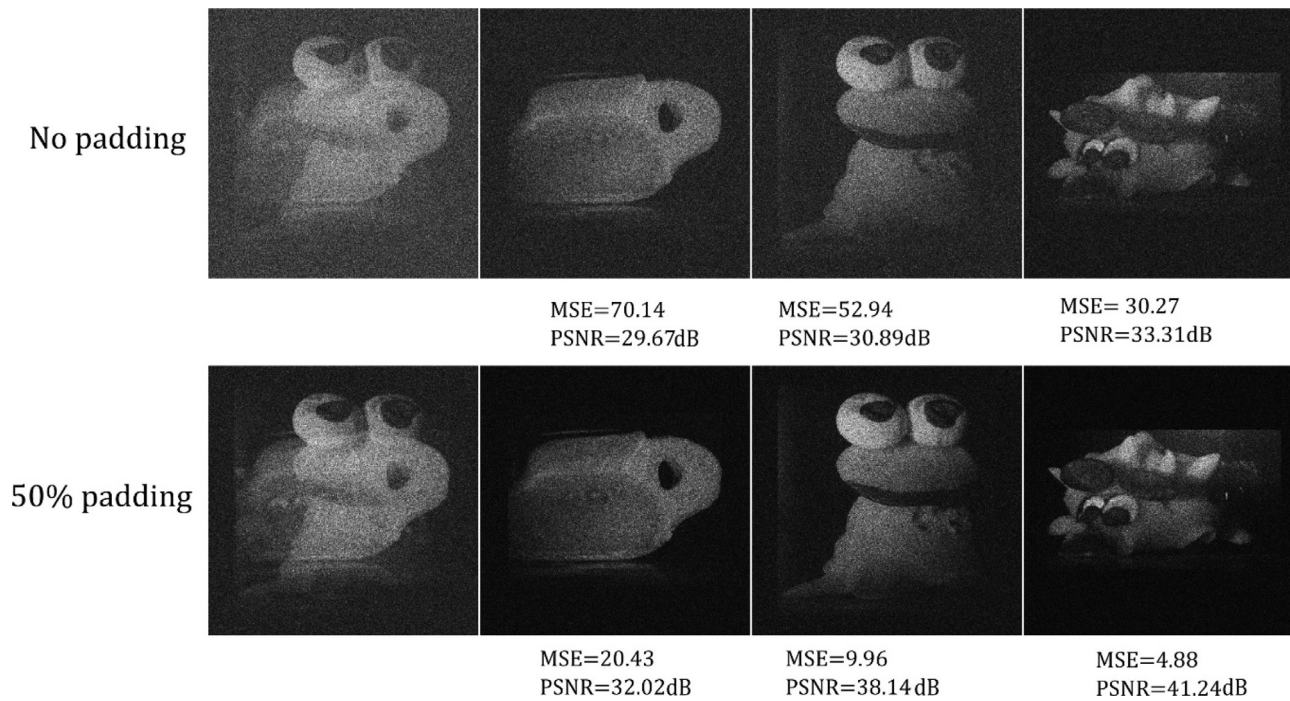 No padding
MSE=70.14
PSNR=29.67dB
MSE=52.94
PSNR=30.89dB
MSE= 30.27
PSNR=33.31dB
50% padding
MSE=20.43
PSNR=32.02dB
MSE=9.96
PSNR=38.14dB
MSE=4.88
PSNR=41.24dB